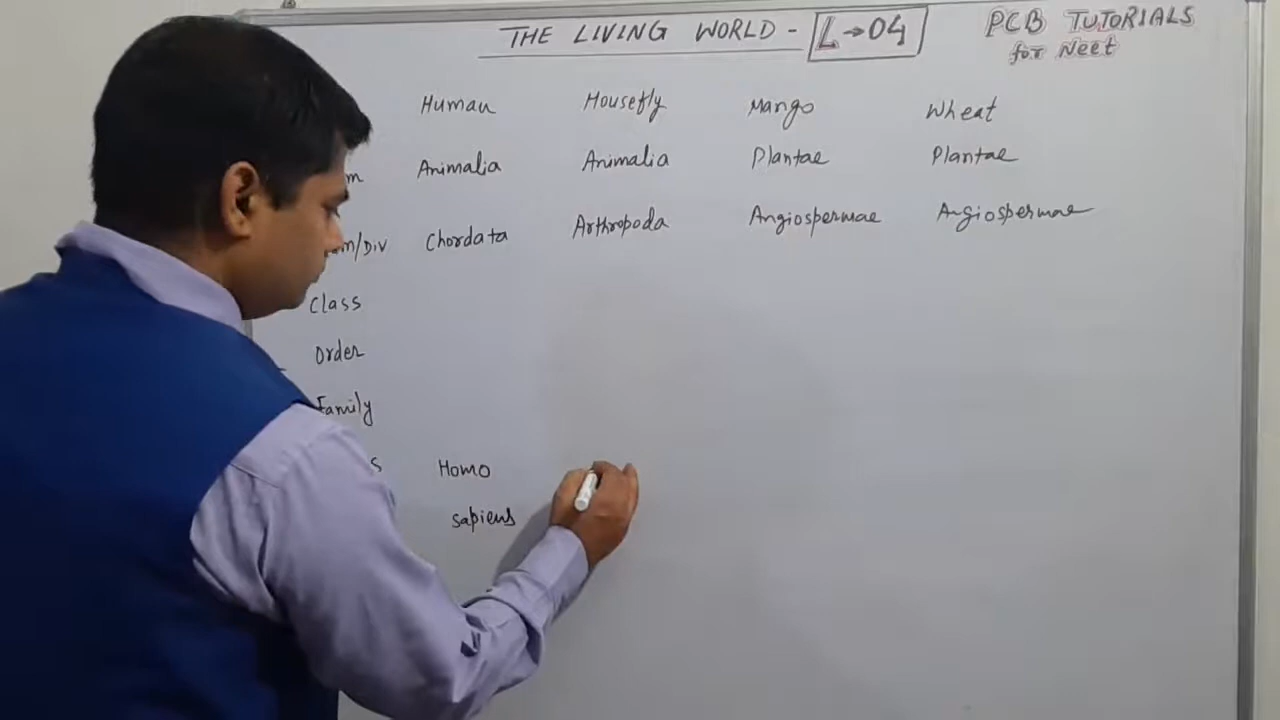 THE LIVING WORLD - L→04
PCB TUTORIALS
for Neet
Human Housefly Mango Wheat
Animalia Animalia Plantae Plantae
Chordata Arthropoda Angiospermae Angiospermae
Class
Order
Family
Homo
sapiens